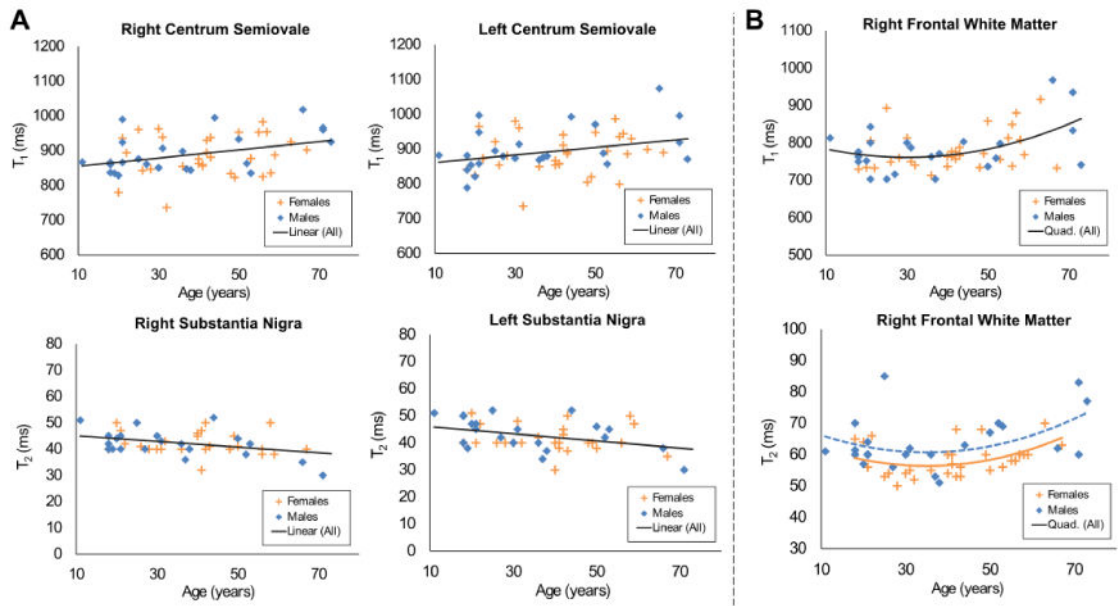 A
B
Right Centrum Semiovale
1200
1100
1000
900
800
700
600
T1 (ms)
10
30
50
70
Age (years)
Females
Males
Linear (All)
Left Centrum Semiovale
1200
1100
1000
900
800
700
600
T1 (ms)
10
30
50
70
Age (years)
Females
Males
Linear (All)
Right Frontal White Matter
1100
1000
900
800
700
600
500
T1 (ms)
10
30
50
70
Age (years)
Females
Males
Quad. (All)
Right Substantia Nigra
80
70
60
50
40
30
20
10
0
T2 (ms)
10
30
50
70
Age (years)
Females
Males
Linear (All)
Left Substantia Nigra
80
70
60
50
40
30
20
10
0
T2 (ms)
10
30
50
70
Age (years)
Females
Males
Linear (All)
Right Frontal White Matter
100
90
80
70
60
50
40
30
T2 (ms)
10
30
50
70
Age (years)
Females
Males
Quad. (All)